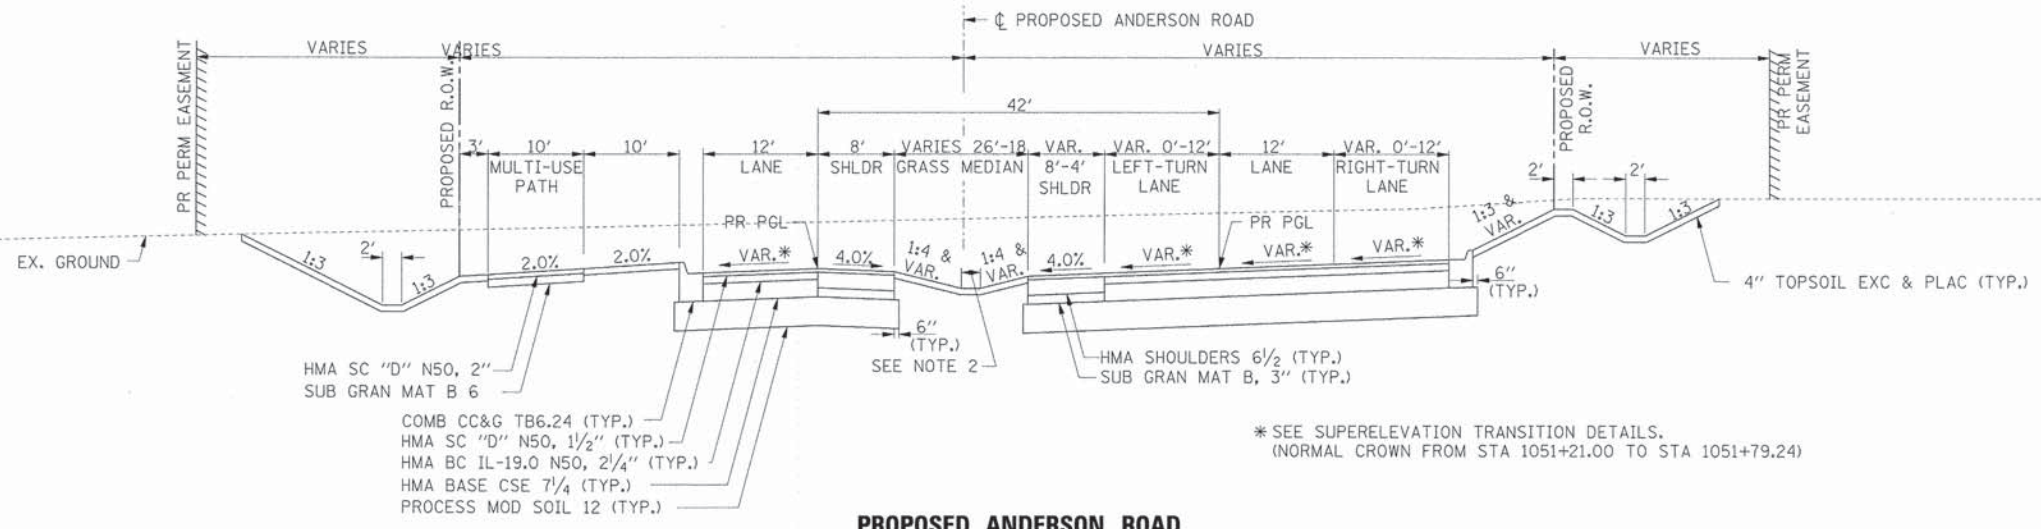 ℄ PROPOSED ANDERSON ROAD
VARIES
VARIES
VARIES
VARIES
PR PERM EASEMENT
PROPOSED R.O.W.
PROPOSED
R.O.W.
PR PERM
EASEMENT
42'
3'
10'
MULTI-USE
PATH
10'
12'
LANE
8'
SHLDR
VARIES 26'-18
GRASS MEDIAN
VAR.
8'-4'
SHLDR
VAR. 0'-12'
LEFT-TURN
LANE
12'
LANE
VAR. 0'-12'
RIGHT-TURN
LANE
2'
2'
PR PGL
PR PGL
EX. GROUND
1:3
2'
1:3
2.0%
2.0%
VAR.*
4.0%
1:4 &
VAR.
1:4 &
VAR.
4.0%
VAR.*
VAR.*
VAR.*
1:3 &
VAR.
1:3
1:3
6"
(TYP.)
4" TOPSOIL EXC & PLAC (TYP.)
6"
(TYP.)
SEE NOTE 2
HMA SHOULDERS 6½ (TYP.)
SUB GRAN MAT B, 3" (TYP.)
HMA SC "D" N50, 2"
SUB GRAN MAT B 6
COMB CC&G TB6.24 (TYP.)
HMA SC "D" N50, 1½" (TYP.)
HMA BC IL-19.0 N50, 2¼" (TYP.)
HMA BASE CSE 7¼ (TYP.)
PROCESS MOD SOIL 12 (TYP.)
* SEE SUPERELEVATION TRANSITION DETAILS.
(NORMAL CROWN FROM STA 1051+21.00 TO STA 1051+79.24)
PROPOSED ANDERSON ROAD